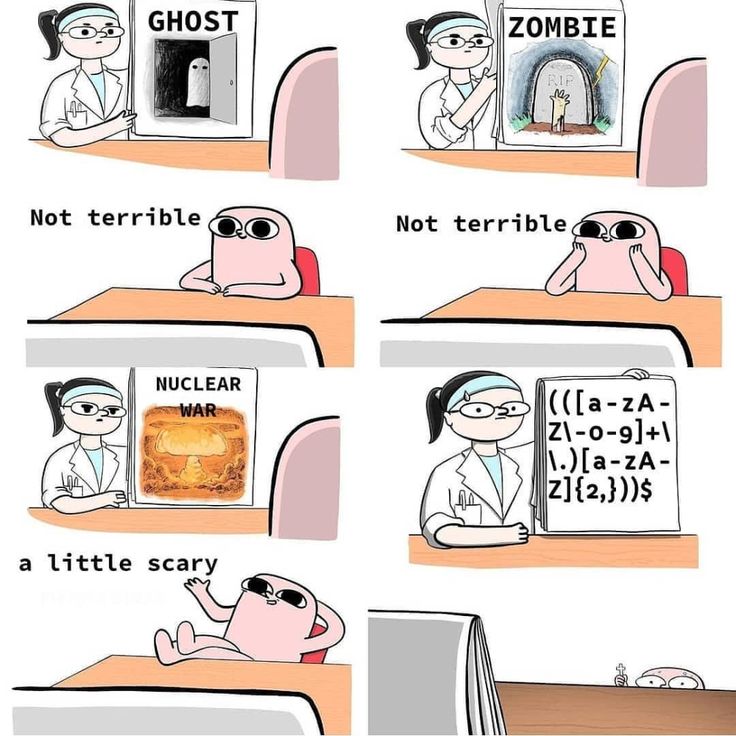 GHOST
ZOMBIE
RIP
Not terrible
Not terrible
NUCLEAR
WAR
(([a-zA-
Z\-0-9]+\
\.)[a-zA-
Z]{2,}))$
a little scary